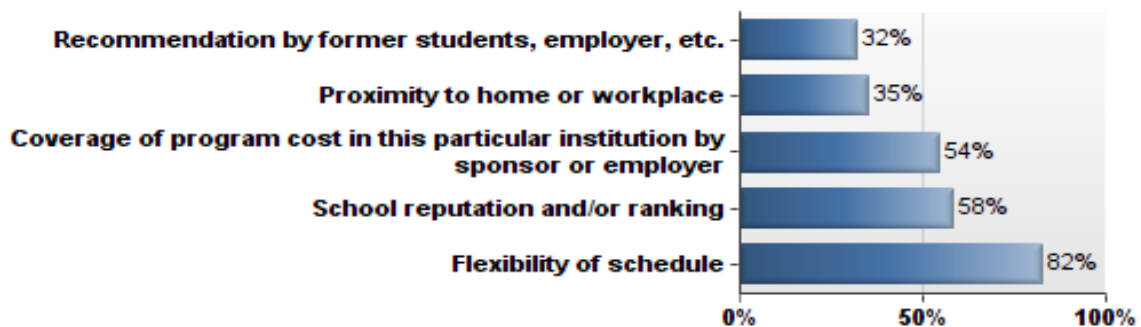 Recommendation by former students, employer, etc.
32%
Proximity to home or workplace
35%
Coverage of program cost in this particular institution by
sponsor or employer
54%
School reputation and/or ranking
58%
Flexibility of schedule
82%
0%
50%
100%